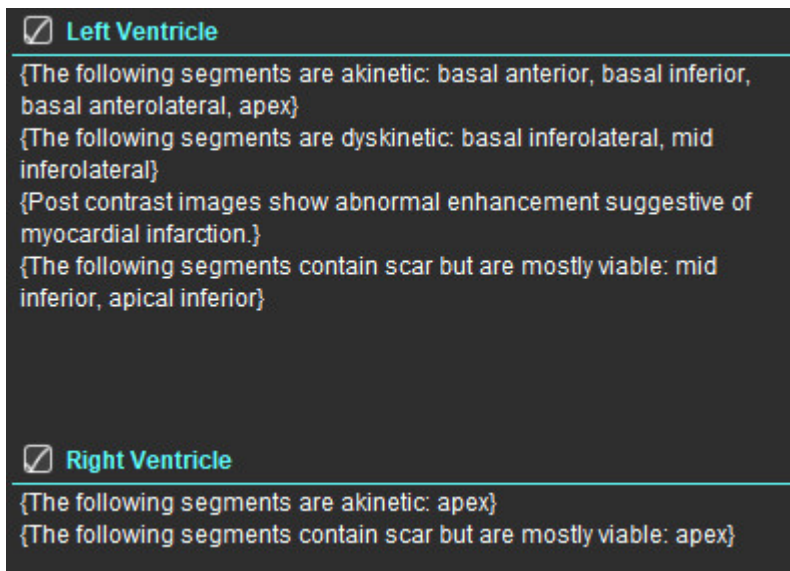 Left Ventricle
{The following segments are akinetic: basal anterior, basal inferior,
basal anterolateral, apex}
{The following segments are dyskinetic: basal inferolateral, mid
inferolateral}
{Post contrast images show abnormal enhancement suggestive of
myocardial infarction.}
{The following segments contain scar but are mostly viable: mid
inferior, apical inferior}
Right Ventricle
{The following segments are akinetic: apex}
{The following segments contain scar but are mostly viable: apex}